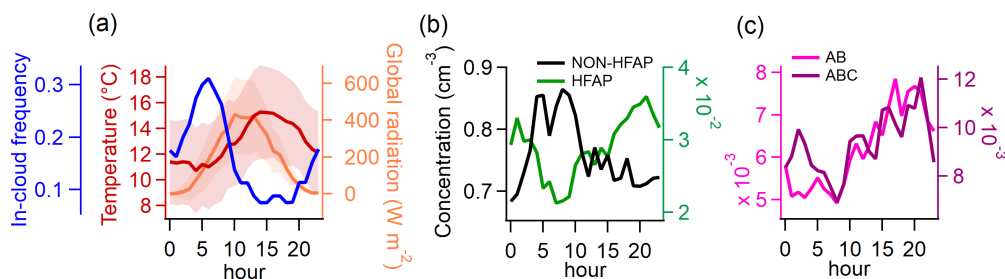 (a)
In-cloud frequency
0.3
0.2
0.1
Temperature (°C)
18
16
14
12
10
8
600
400
200
0
Global radiation (W m-2)
0 5 10 15 20
hour
(b)
Concentration (cm-3)
0.9
0.8
0.7
NON-HFAP
HFAP
4
3
2
x 10-2
0 5 10 15 20
hour
(c)
AB
ABC
8
7
6
5
x 10-3
12
10
8
x 10-3
0 5 10 15 20
hour